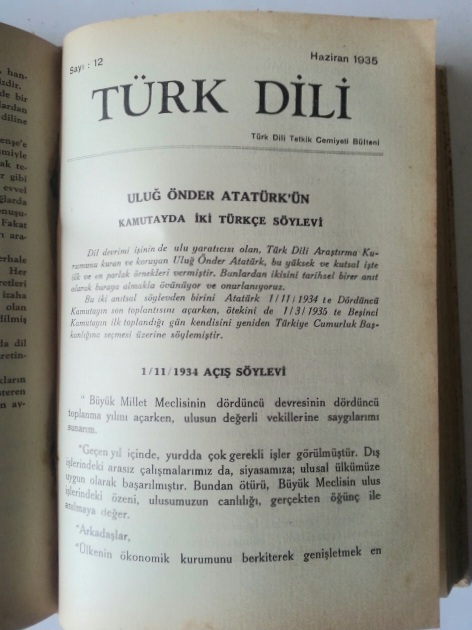 Sayı : 12
Haziran 1935
TÜRK DİLİ
Türk Dili Tetkik Cemiyeti Bülteni
ULUĞ ÖNDER ATATÜRK'ÜN
KAMUTAYDA İKİ TÜRKÇE SÖYLEVİ
Dil devrimi işinin de ulu yaratıcısı olan, Türk Dili Araştırma Ku-
rumunu kuran ve koruyan Uluğ Önder Atatürk, bu yüksek ve kutsal işte
ilk ve en parlak örnekleri vermiştir. Bunlardan ikisini tarihsel birer anıt
olarak buraya almakla övünüyor ve onurlanıyoruz.
Bu iki anıtsal söylevden birini Atatürk 1/11/1934 te Dördüncü
Kamutayın son toplantısını açarken, ötekini de 1/3/1935 te Beşinci
Kamutayın ilk toplandığı gün kendisini yeniden Türkiye Cumurluk Baş-
kanlığına seçmesi üzerine söylemiştir.
1/11/1934 AÇIŞ SÖYLEVİ
" Büyük Millet Meclisinin dördüncü devresinin dördüncü
toplanma yılını açarken, ulusun değerli vekillerine saygılarımı
sunarım.
"Geçen yıl içinde, yurdda çok gerekli işler görülmüştür. Dış
işlerindeki arasız çalışmalarımız da, siyasamıza; ulusal ülkümüze
uygun olarak başarılmıştır. Bundan ötürü, Büyük Meclisin ulus
işlerindeki özeni, ulusumuzun canlılığı, gerçekten öğünç ile
anılmaya değer.
"Arkadaşlar,
"Ülkenin ökonomik kurumunu berkiterek genişletmek en